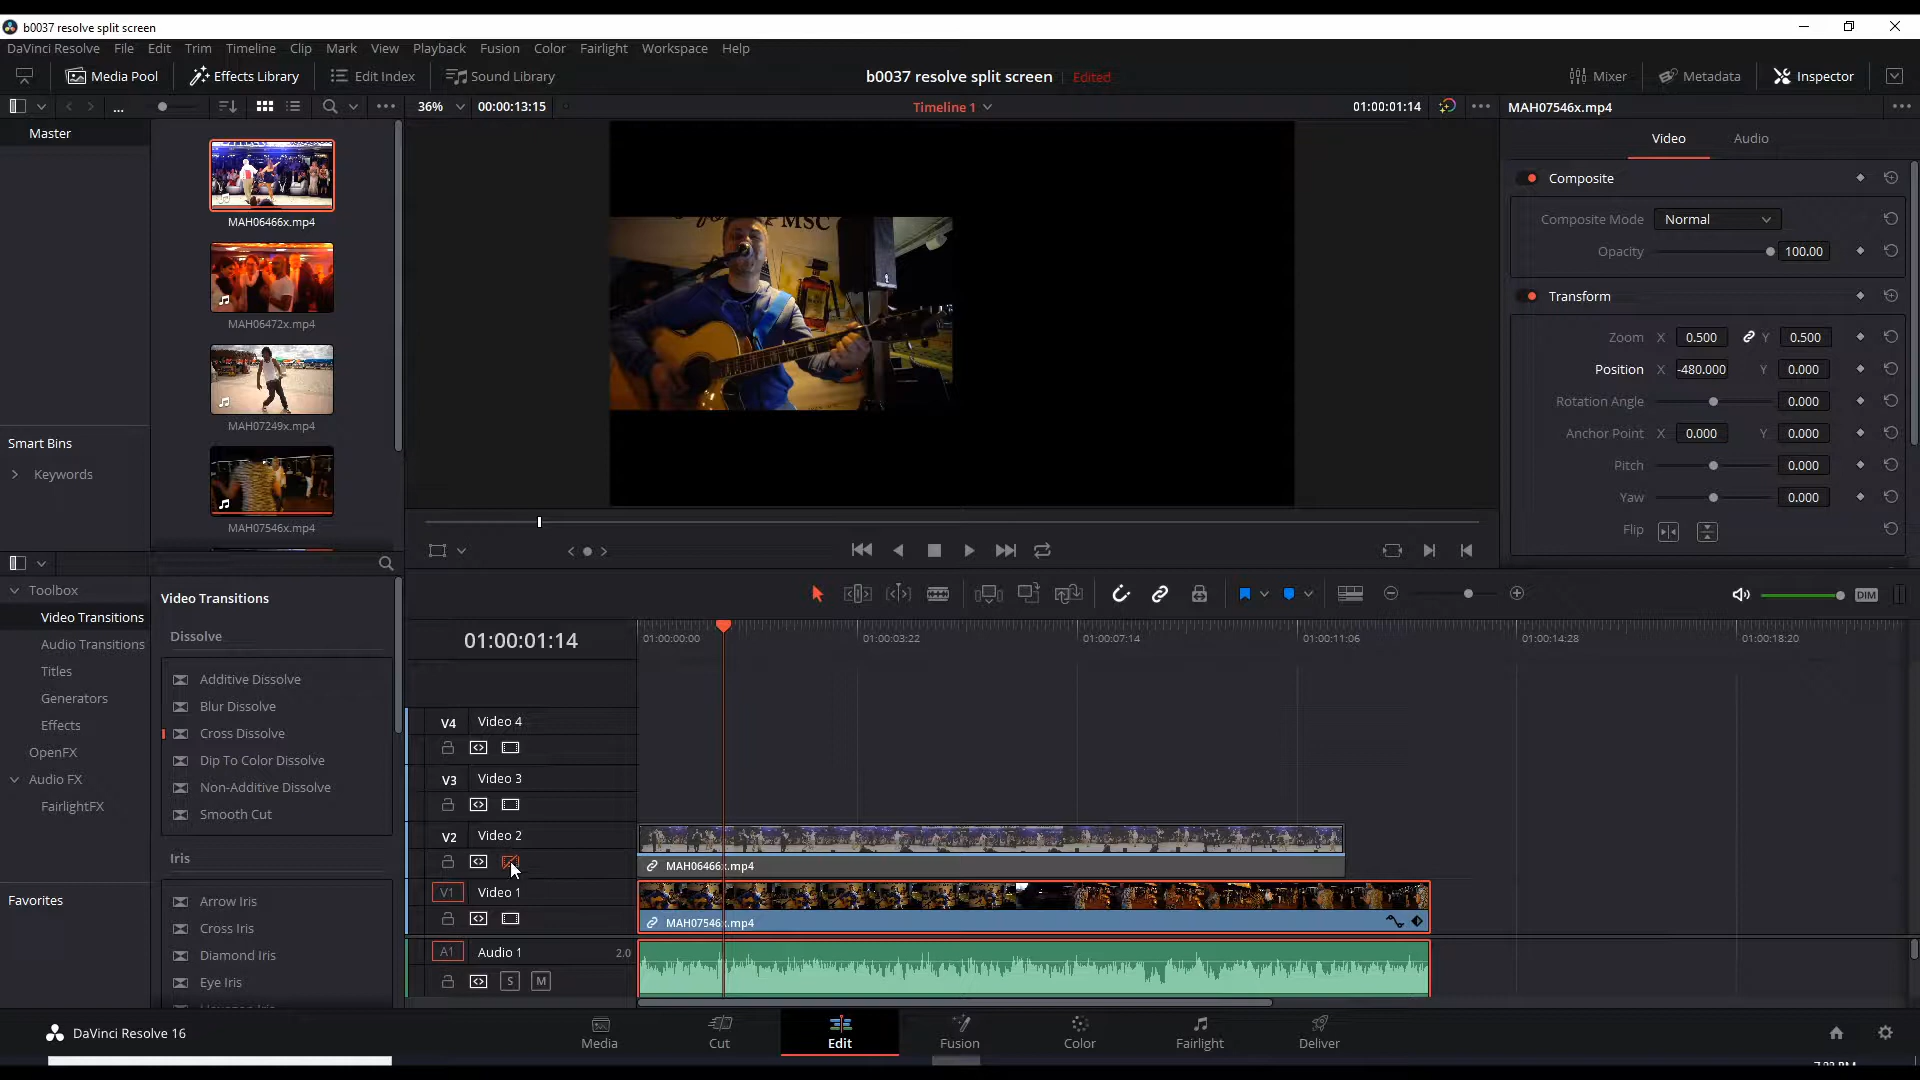 b0037 resolve split screen
DaVinci Resolve File Edit Trim Timeline Clip Mark View Playback Fusion Color Fairlight Workspace Help
Media Pool Effects Library Edit Index Sound Library b0037 resolve split screen Edited Mixer Metadata Inspector
... 36% 00:00:13:15 Timeline 1 01:00:01:14 MAH07546x.mp4
Master
Video Audio
MAH06466x.mp4
MAH06472x.mp4
MAH07249x.mp4
MAH07546x.mp4
Smart Bins
Keywords
MSC
Composite
Composite Mode Normal
Opacity 100.00
Transform
Zoom X 0.500 Y 0.500
Position X -480.000 Y 0.000
Rotation Angle 0.000
Anchor Point X 0.000 Y 0.000
Pitch 0.000
Yaw 0.000
Flip
Toolbox
Video Transitions
Audio Transitions
Titles
Generators
Effects
OpenFX
Audio FX
FairlightFX
Favorites
Video Transitions
Dissolve
Additive Dissolve
Blur Dissolve
Cross Dissolve
Dip To Color Dissolve
Non-Additive Dissolve
Smooth Cut
Iris
Arrow Iris
Cross Iris
Diamond Iris
Eye Iris
DIM
01:00:01:14
01:00:00:00 01:00:03:22 01:00:07:14 01:00:11:06 01:00:14:28 01:00:18:20
V4 Video 4
V3 Video 3
V2 Video 2
MAH06466x.mp4
V1 Video 1
MAH07546x.mp4
A1 Audio 1 2.0
S M
DaVinci Resolve 16
Media Cut Edit Fusion Color Fairlight Deliver